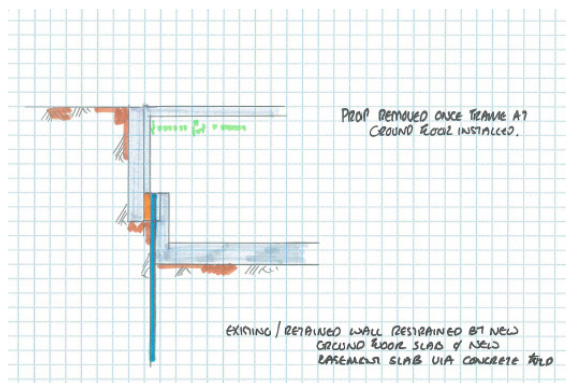 PROP REMOVED ONCE FRAME AT
GROUND FLOOR INSTALLED.
EXISTING / RETAINED WALL RESTRAINED BY NEW
GROUND FLOOR SLAB & NEW
BASEMENT SLAB VIA CONCRETE